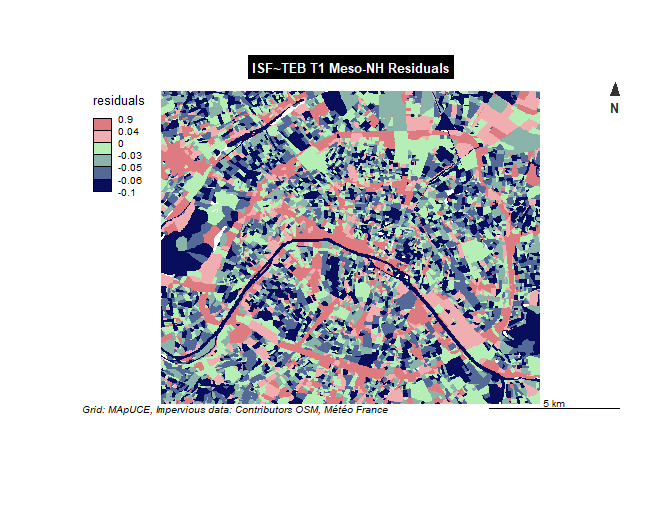 ISF~TEB T1 Meso-NH Residuals
N
residuals
0.9
0.04
0
-0.03
-0.05
-0.06
-0.1
5 km
Grid: MApUCE, Impervious data: Contributors OSM, Météo France